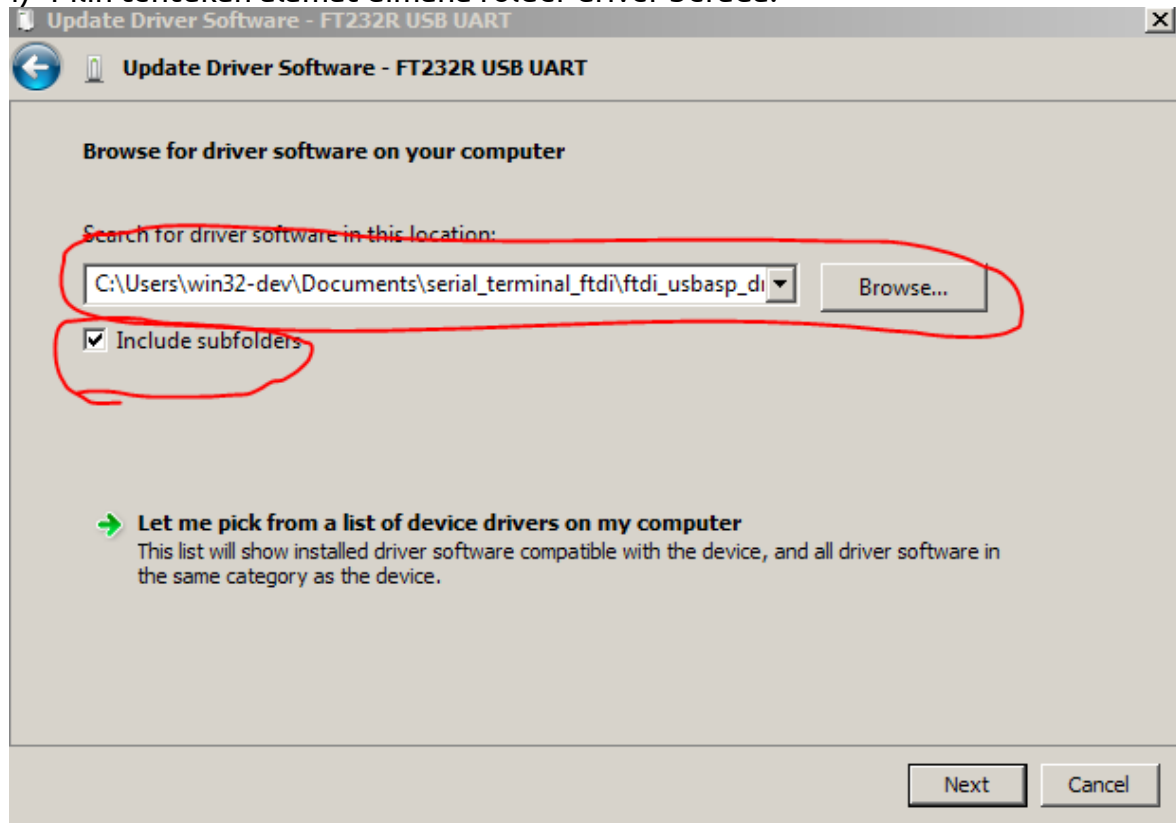 Update Driver Software - FT232R USB UART
Update Driver Software - FT232R USB UART
Browse for driver software on your computer
Search for driver software in this location:
C:\Users\win32-dev\Documents\serial_terminal_ftdi\ftdi_usbasp_
Browse...
Include subfolders
Let me pick from a list of device drivers on my computer
This list will show installed driver software compatible with the device, and all driver software in
the same category as the device.
Next Cancel